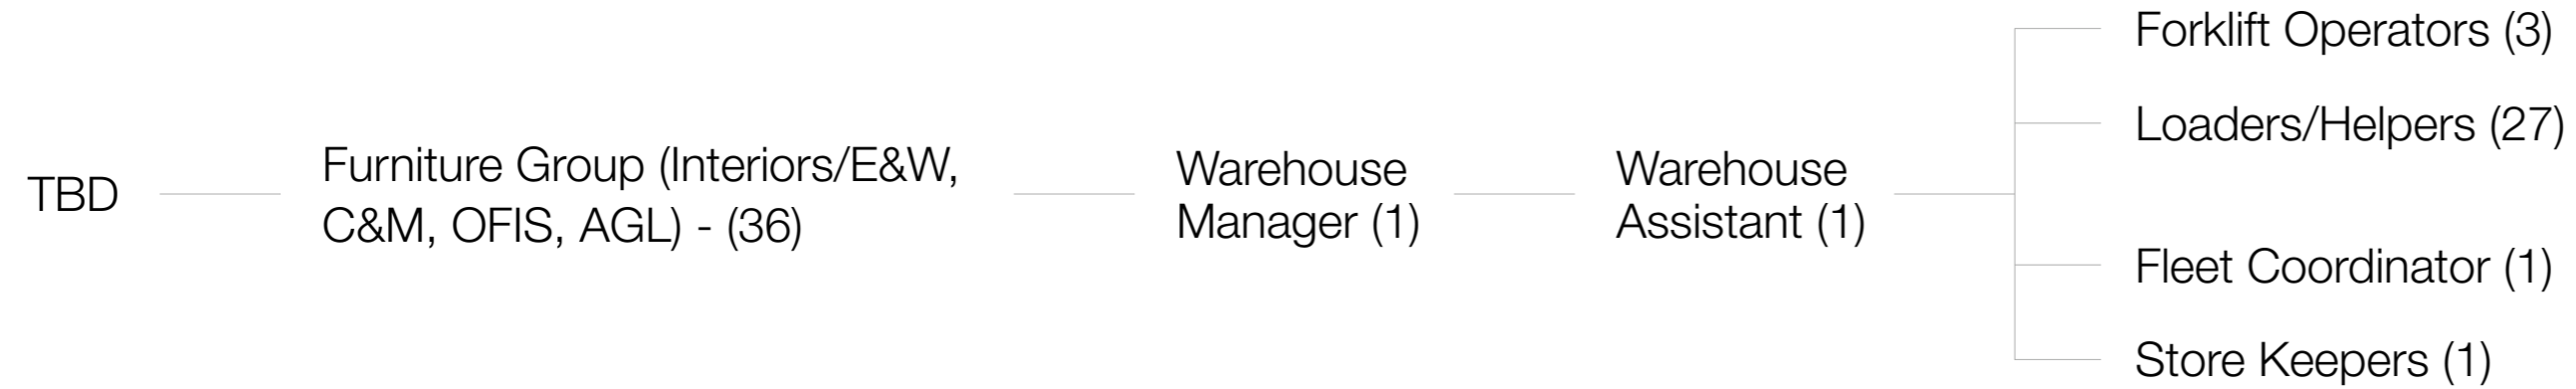 TBD
Furniture Group (Interiors/E&W,
C&M, OFIS, AGL) - (36)
Warehouse
Manager (1)
Warehouse
Assistant (1)
Forklift Operators (3)
Loaders/Helpers (27)
Fleet Coordinator (1)
Store Keepers (1)